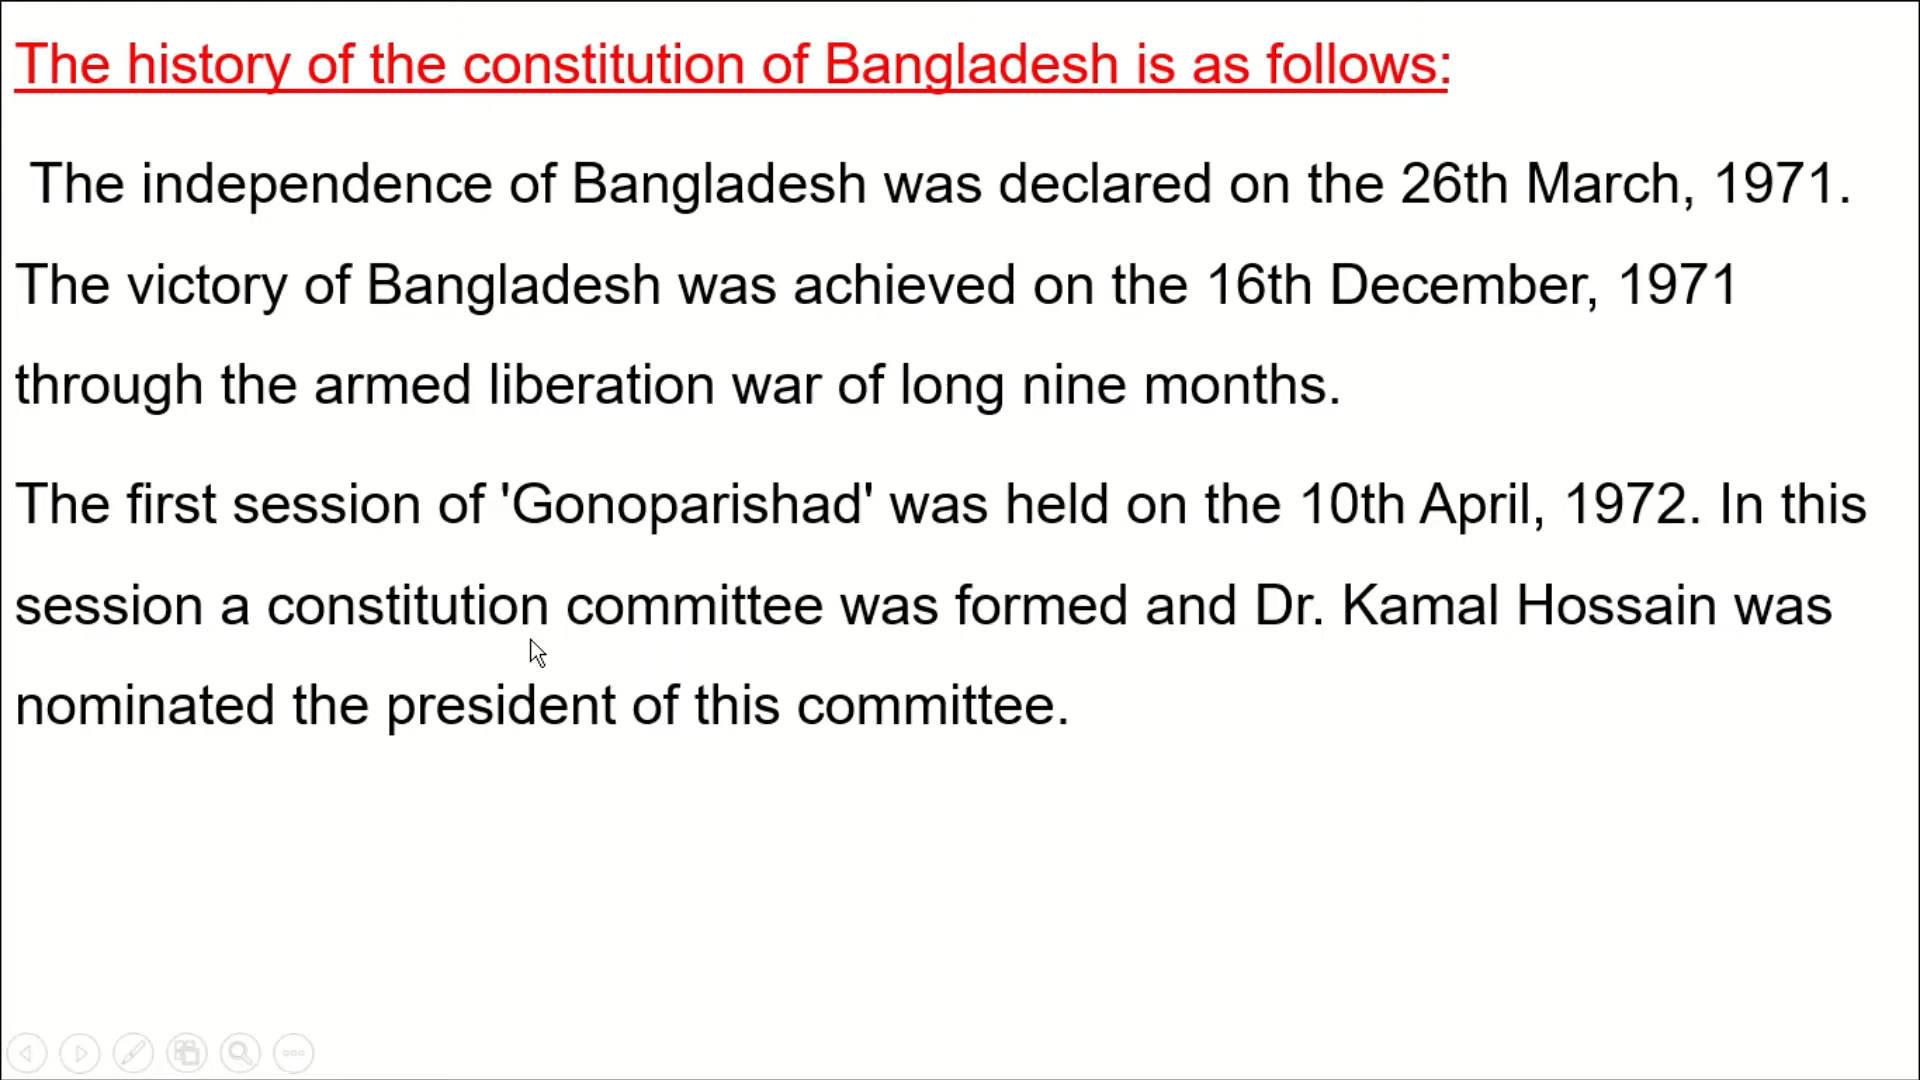 The history of the constitution of Bangladesh is as follows:
The independence of Bangladesh was declared on the 26th March, 1971.
The victory of Bangladesh was achieved on the 16th December, 1971
through the armed liberation war of long nine months.
The first session of 'Gonoparishad' was held on the 10th April, 1972. In this
session a constitution committee was formed and Dr. Kamal Hossain was
nominated the president of this committee.